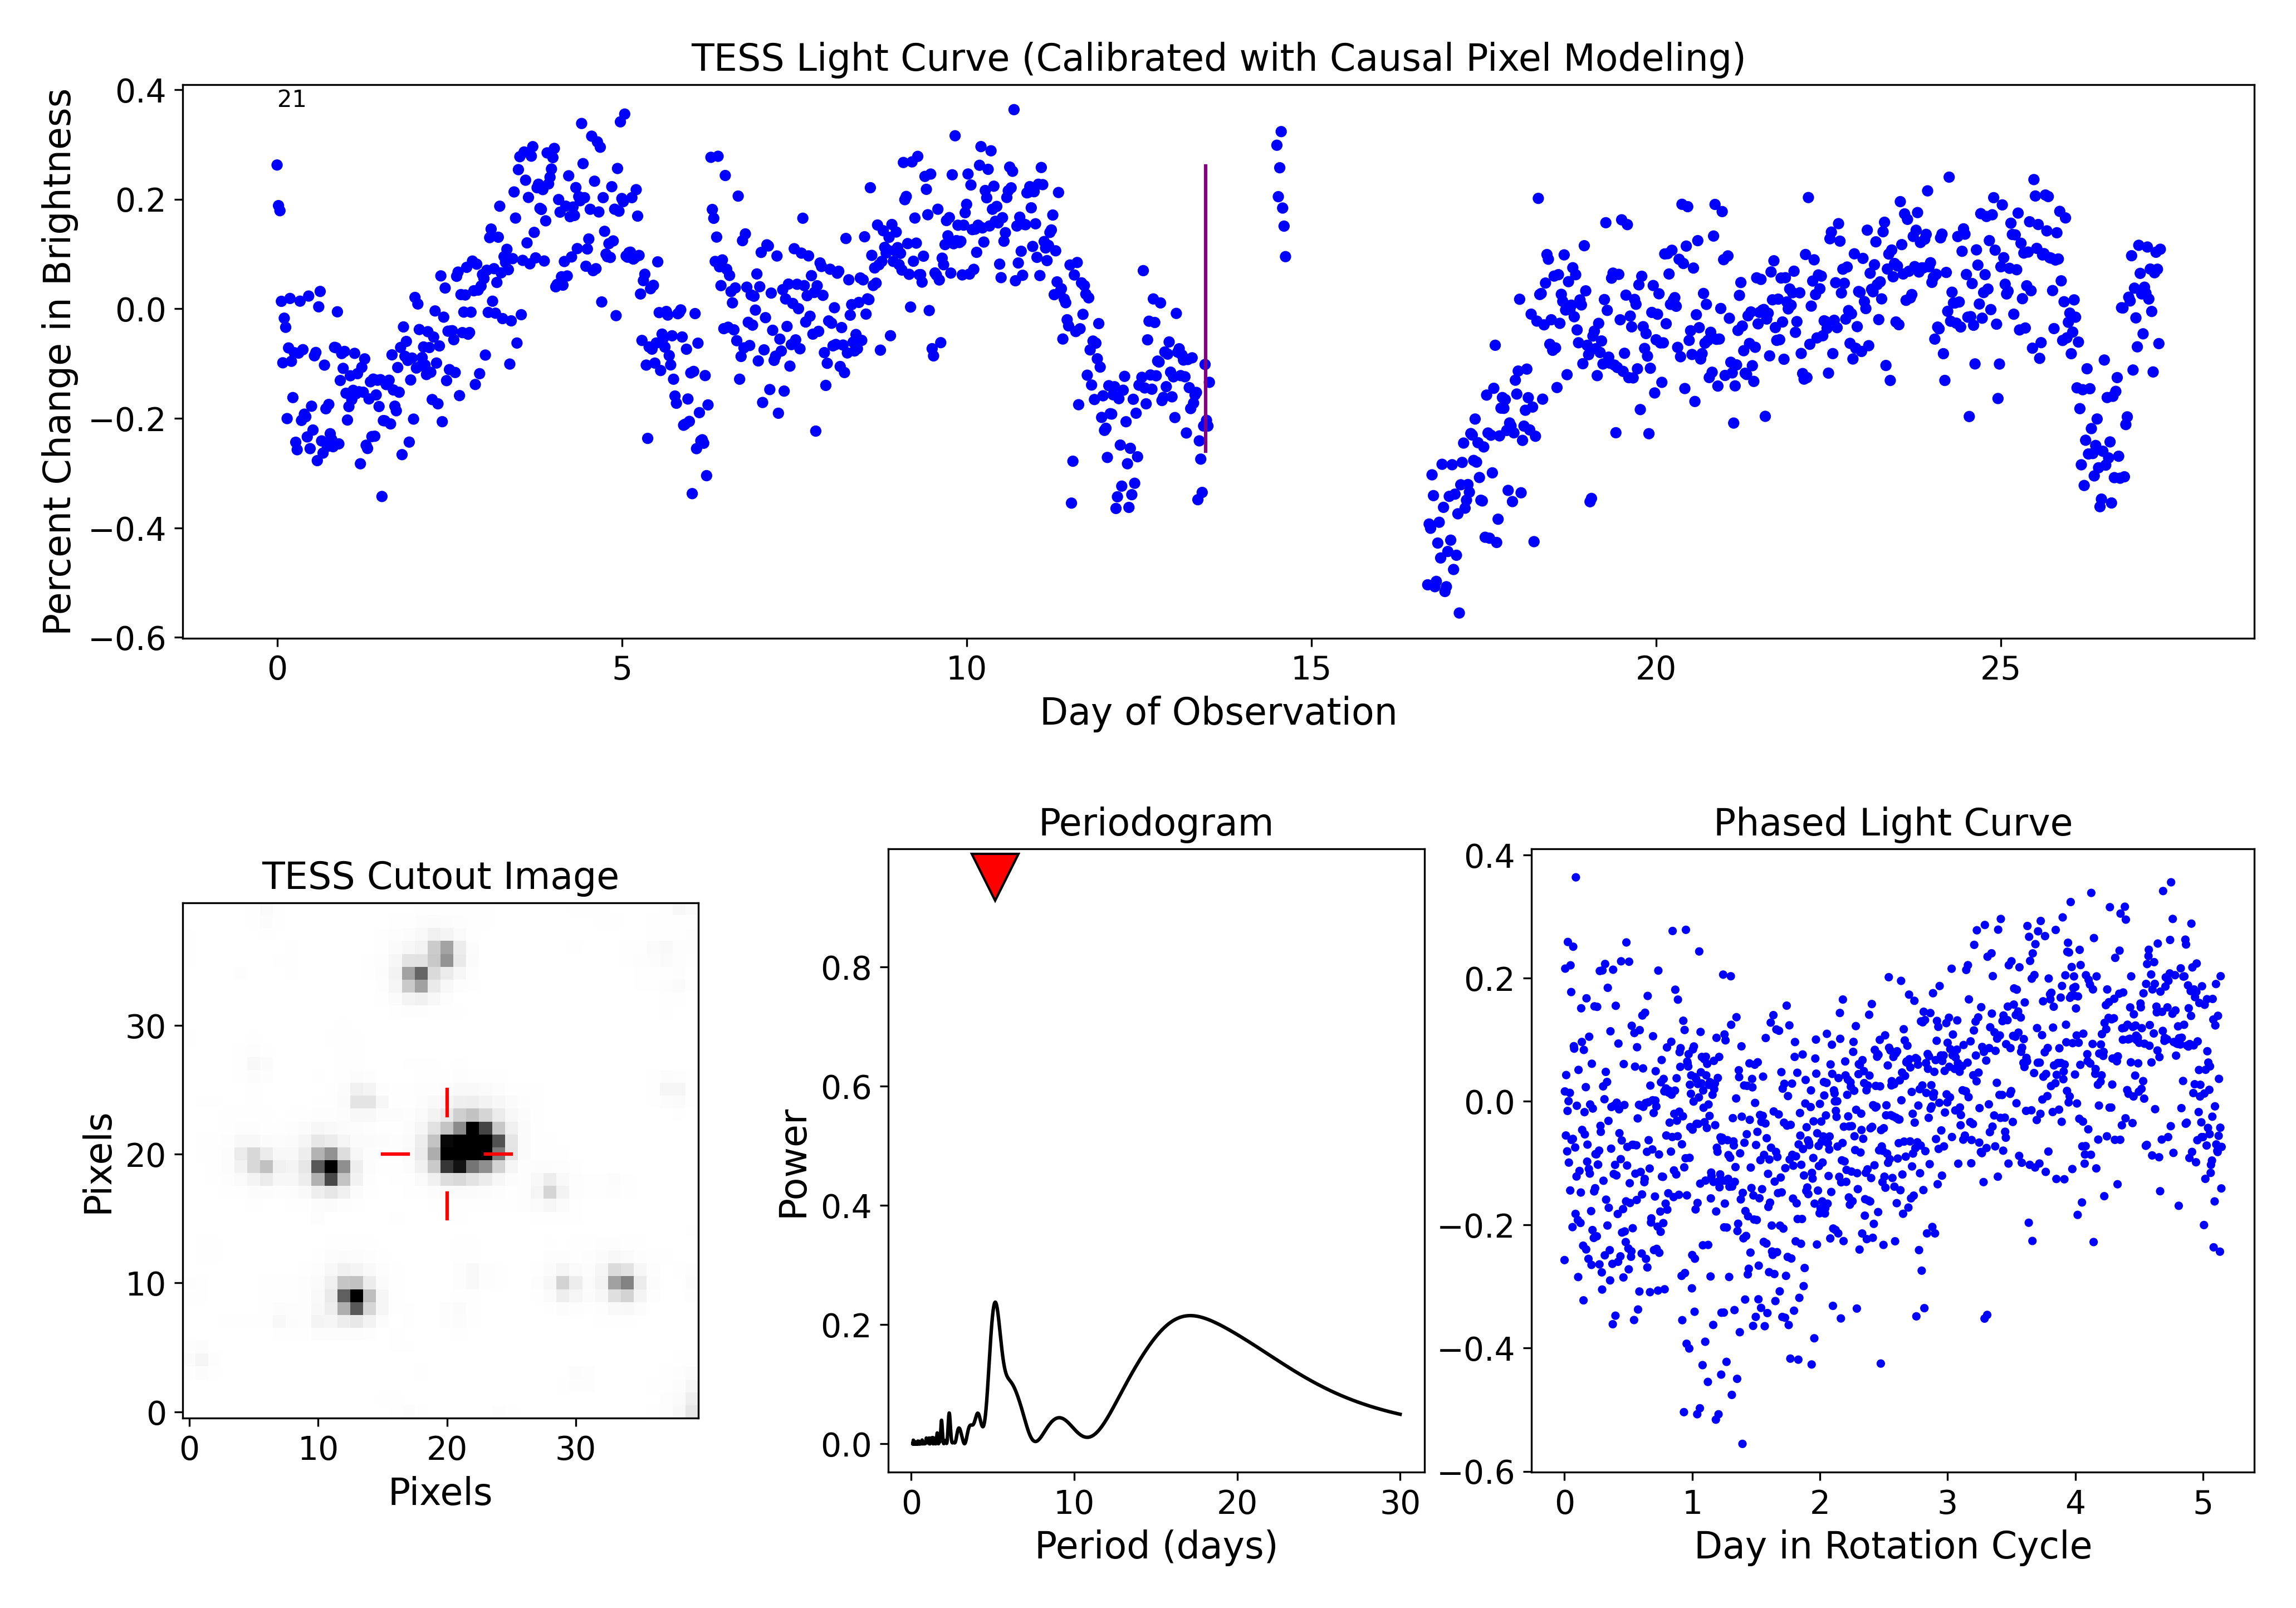 TESS Light Curve (Calibrated with Causal Pixel Modeling)
Percent Change in Brightness
0.4
0.2
0.0
−0.2
−0.4
−0.6
21
0 5 10 15 20 25
Day of Observation
TESS Cutout Image
Pixels
30
20
10
0
0 10 20 30
Pixels
Periodogram
Power
0.8
0.6
0.4
0.2
0.0
0 10 20 30
Period (days)
Phased Light Curve
0.4
0.2
0.0
−0.2
−0.4
−0.6
0 1 2 3 4 5
Day in Rotation Cycle